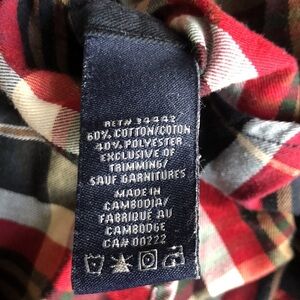 RET# 34442
60% COTTON/COTON
40% POLYESTER
EXCLUSIVE OF
TRIMMING/
SAUF GARNITURES
MADE IN
CAMBODIA/
FABRIQUÉ AU
CAMBODGE
CA# 00222